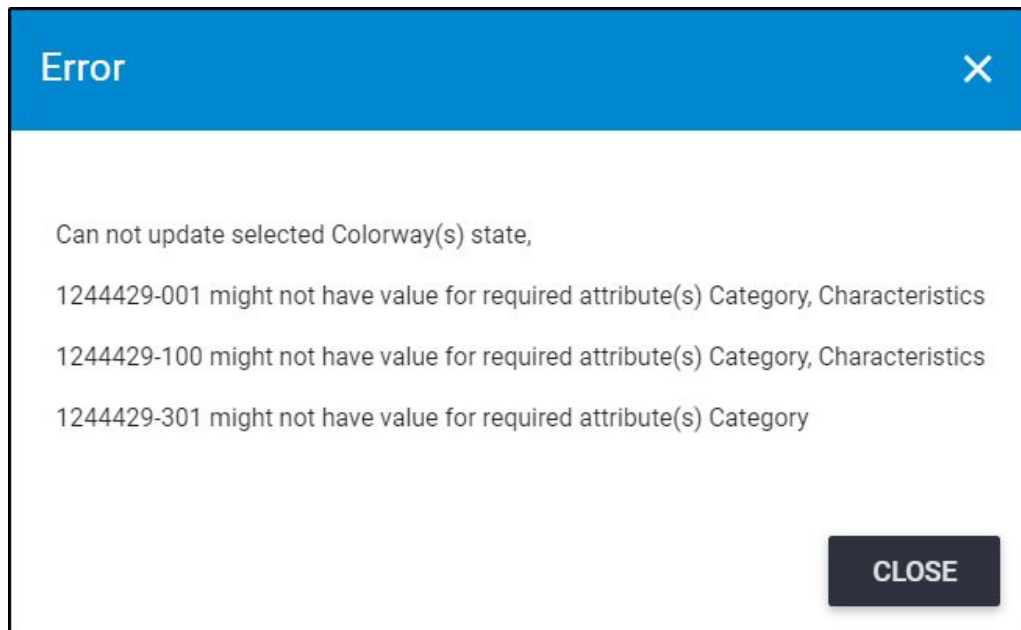 Error
Can not update selected Colorway(s) state,
1244429-001 might not have value for required attribute(s) Category, Characteristics
1244429-100 might not have value for required attribute(s) Category, Characteristics
1244429-301 might not have value for required attribute(s) Category
CLOSE